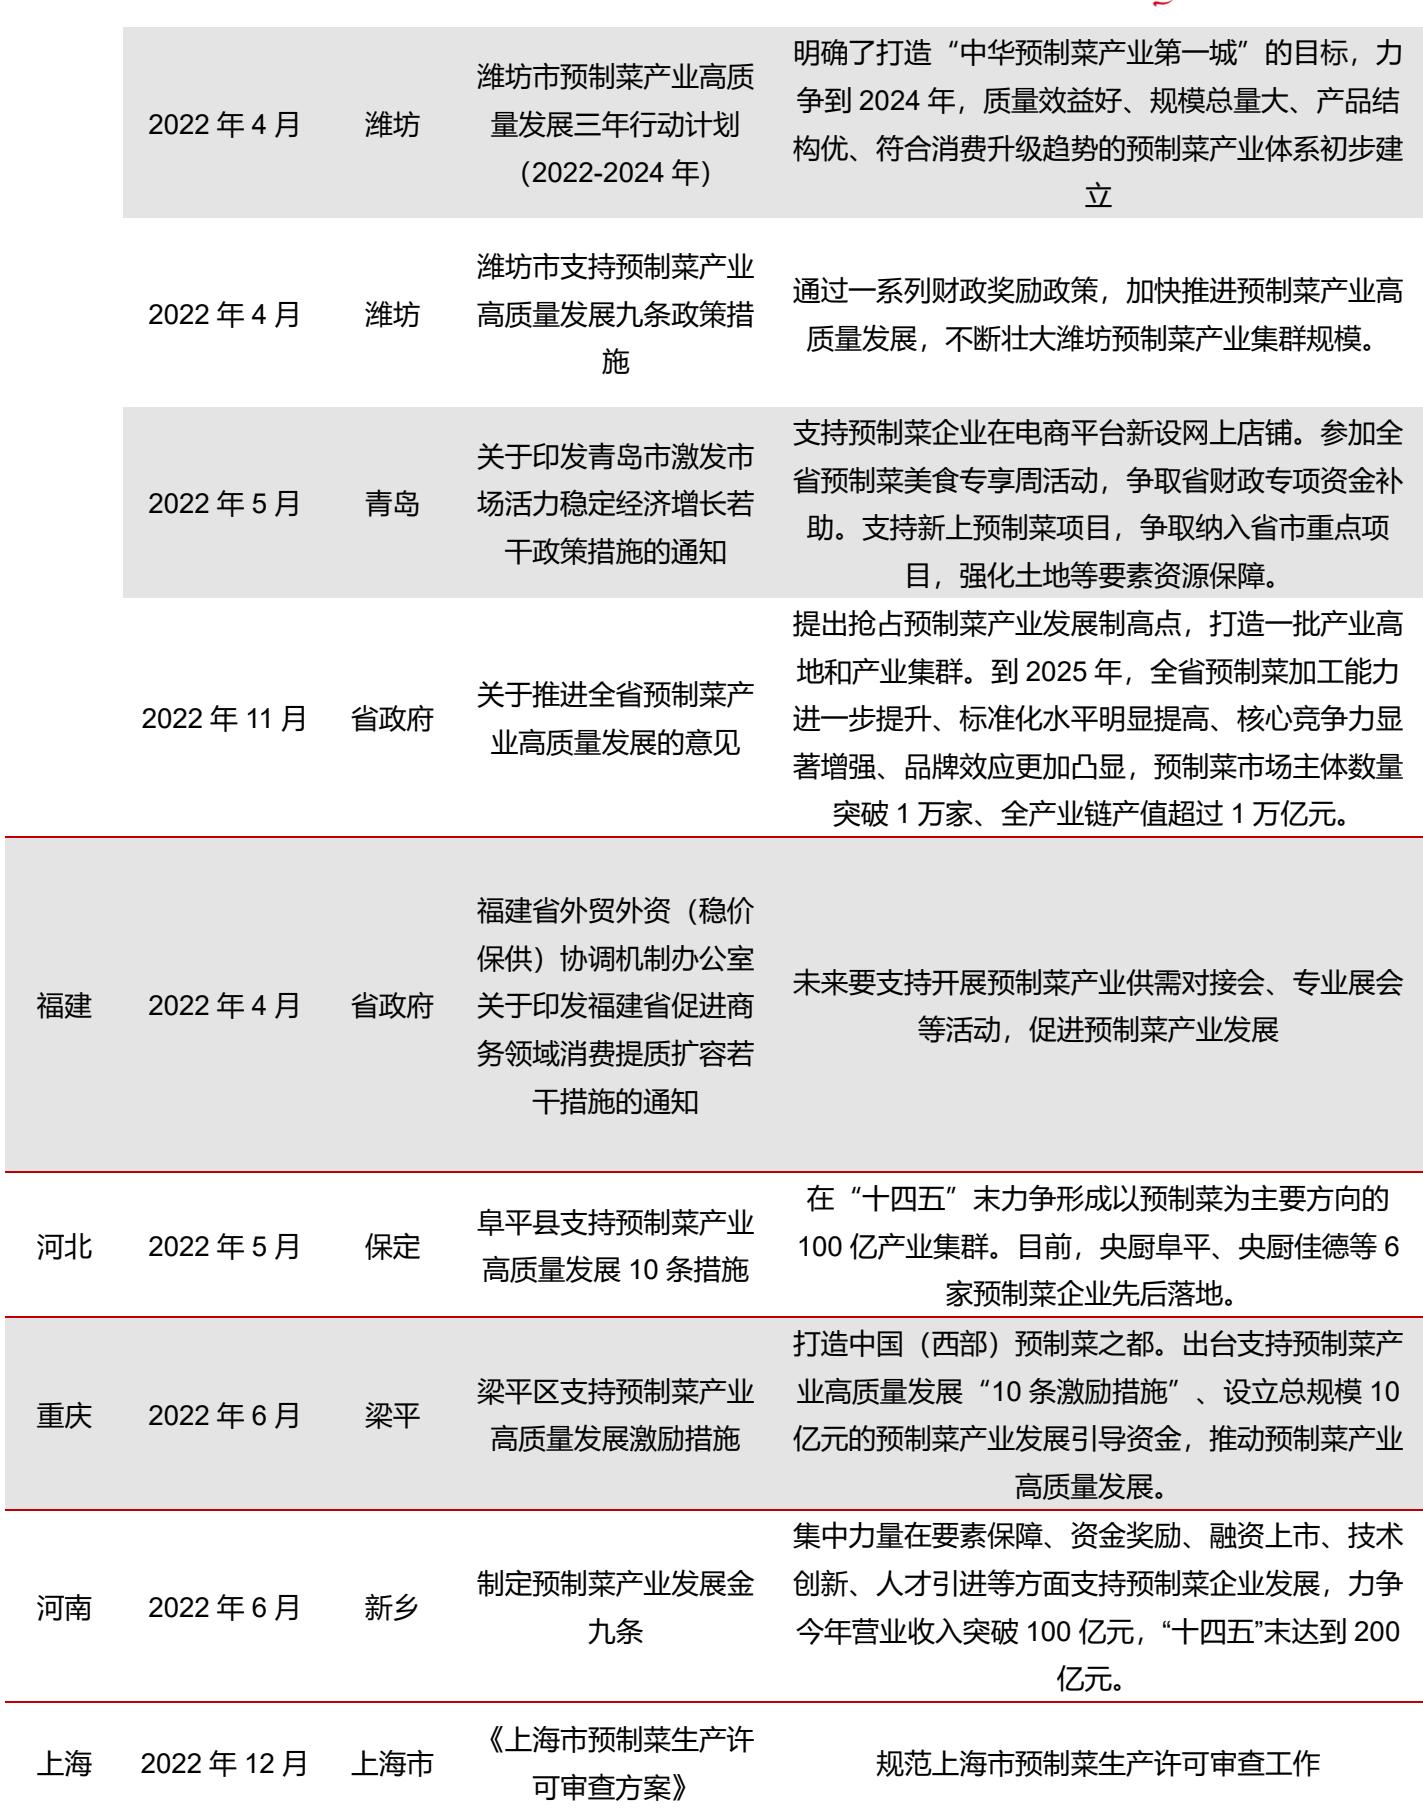 2022 年 4 月
潍坊
潍坊市预制菜产业高质
量发展三年行动计划
（2022-2024 年）
明确了打造“中华预制菜产业第一城”的目标，力
争到 2024 年，质量效益好、规模总量大、产品结
构优、符合消费升级趋势的预制菜产业体系初步建
立
2022 年 4 月
潍坊
潍坊市支持预制菜产业
高质量发展九条政策措
施
通过一系列财政奖励政策，加快推进预制菜产业高
质量发展，不断壮大潍坊预制菜产业集群规模。
2022 年 5 月
青岛
关于印发青岛市激发市
场活力稳定经济增长若
干政策措施的通知
支持预制菜企业在电商平台新设网上店铺。参加全
省预制菜美食专享周活动，争取省财政专项资金补
助。支持新上预制菜项目，争取纳入省市重点项
目，强化土地等要素资源保障。
2022 年 11 月
省政府
关于推进全省预制菜产
业高质量发展的意见
提出抢占预制菜产业发展制高点，打造一批产业高
地和产业集群。到 2025 年，全省预制菜加工能力
进一步提升、标准化水平明显提高、核心竞争力显
著增强、品牌效应更加凸显，预制菜市场主体数量
突破 1 万家、全产业链产值超过 1 万亿元。
福建
2022 年 4 月
省政府
福建省外贸外资（稳价
保供）协调机制办公室
关于印发福建省促进商
务领域消费提质扩容若
干措施的通知
未来要支持开展预制菜产业供需对接会、专业展会
等活动，促进预制菜产业发展
河北
2022 年 5 月
保定
阜平县支持预制菜产业
高质量发展 10 条措施
在“十四五”末力争形成以预制菜为主要方向的
100 亿产业集群。目前，央厨阜平、央厨佳德等 6
家预制菜企业先后落地。
重庆
2022 年 6 月
梁平
梁平区支持预制菜产业
高质量发展激励措施
打造中国（西部）预制菜之都。出台支持预制菜产
业高质量发展“10 条激励措施”、设立总规模 10
亿元的预制菜产业发展引导资金，推动预制菜产业
高质量发展。
河南
2022 年 6 月
新乡
制定预制菜产业发展金
九条
集中力量在要素保障、资金奖励、融资上市、技术
创新、人才引进等方面支持预制菜企业发展，力争
今年营业收入突破 100 亿元，“十四五”末达到 200
亿元。
上海
2022 年 12 月
上海市
《上海市预制菜生产许
可审查方案》
规范上海市预制菜生产许可审查工作